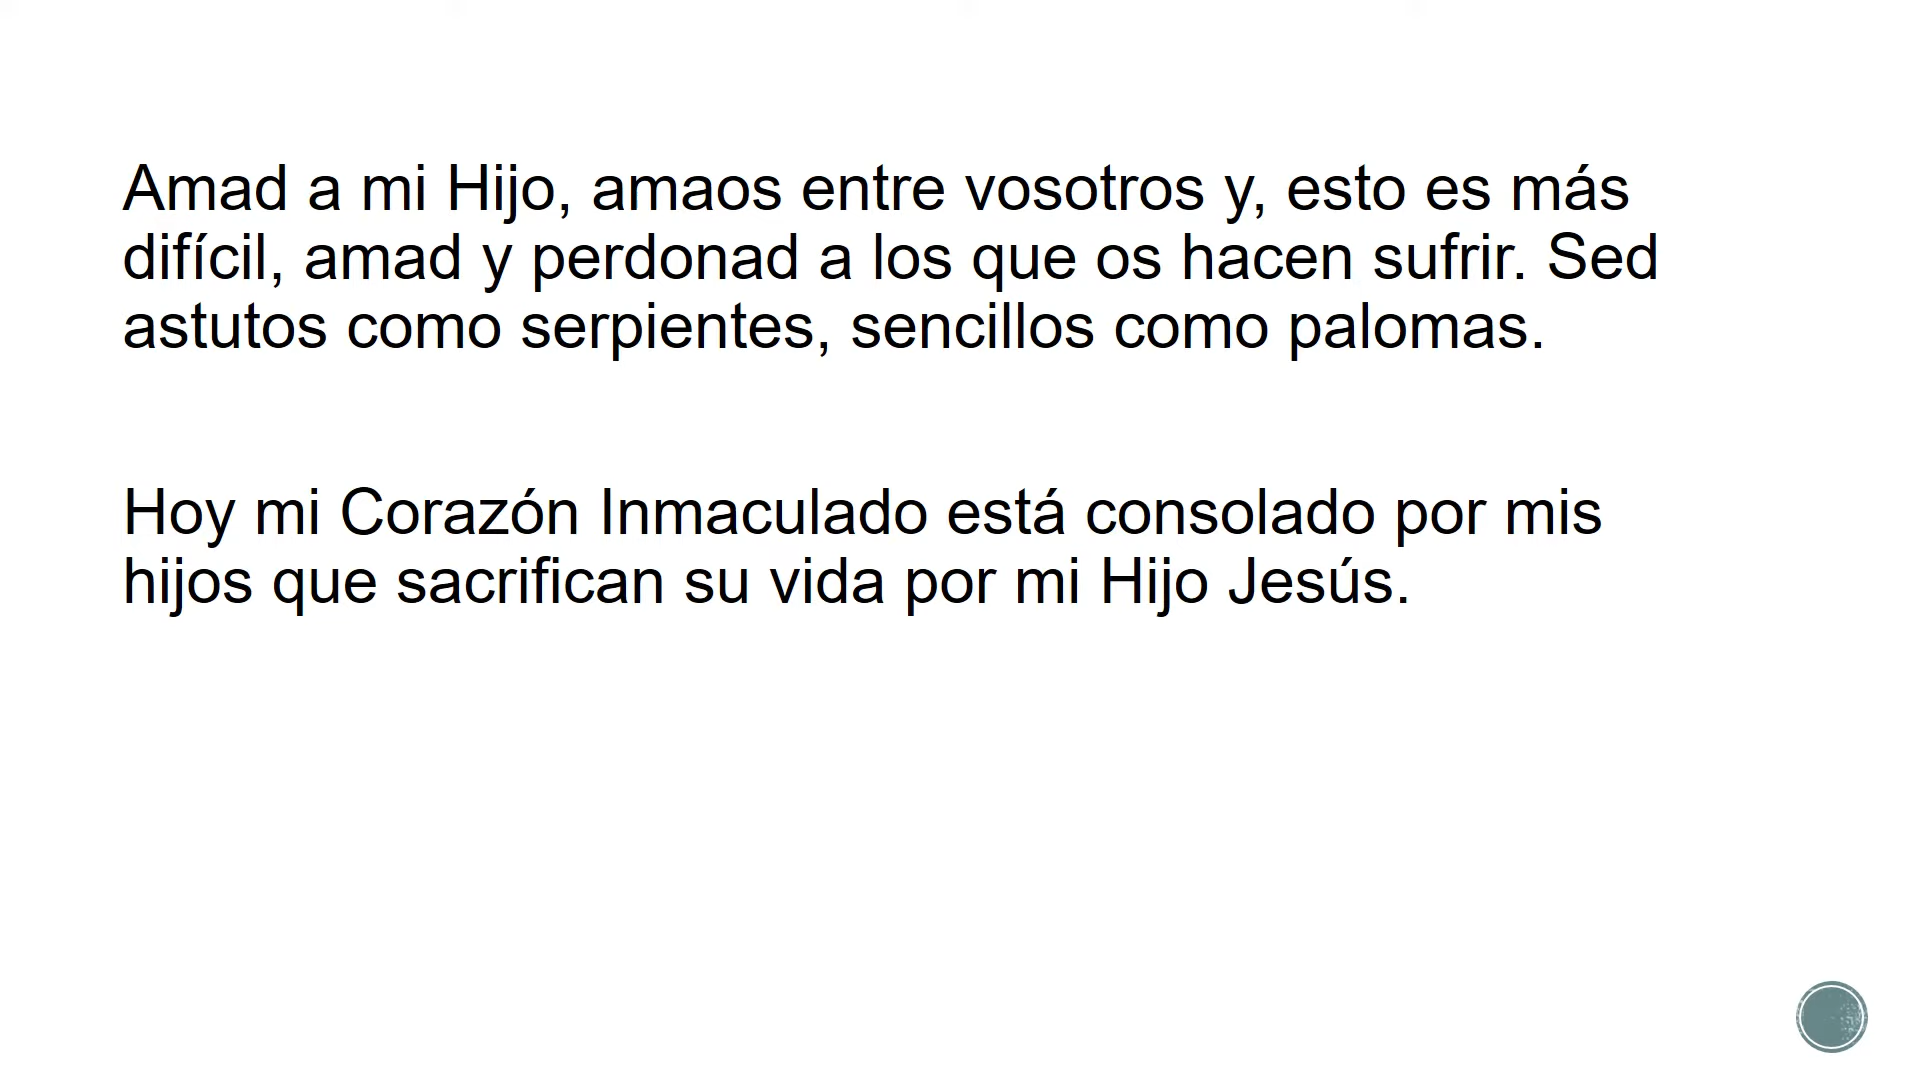 Amad a mi Hijo, amaos entre vosotros y, esto es más
difícil, amad y perdonad a los que os hacen sufrir. Sed
astutos como serpientes, sencillos como palomas.
Hoy mi Corazón Inmaculado está consolado por mis
hijos que sacrifican su vida por mi Hijo Jesús.